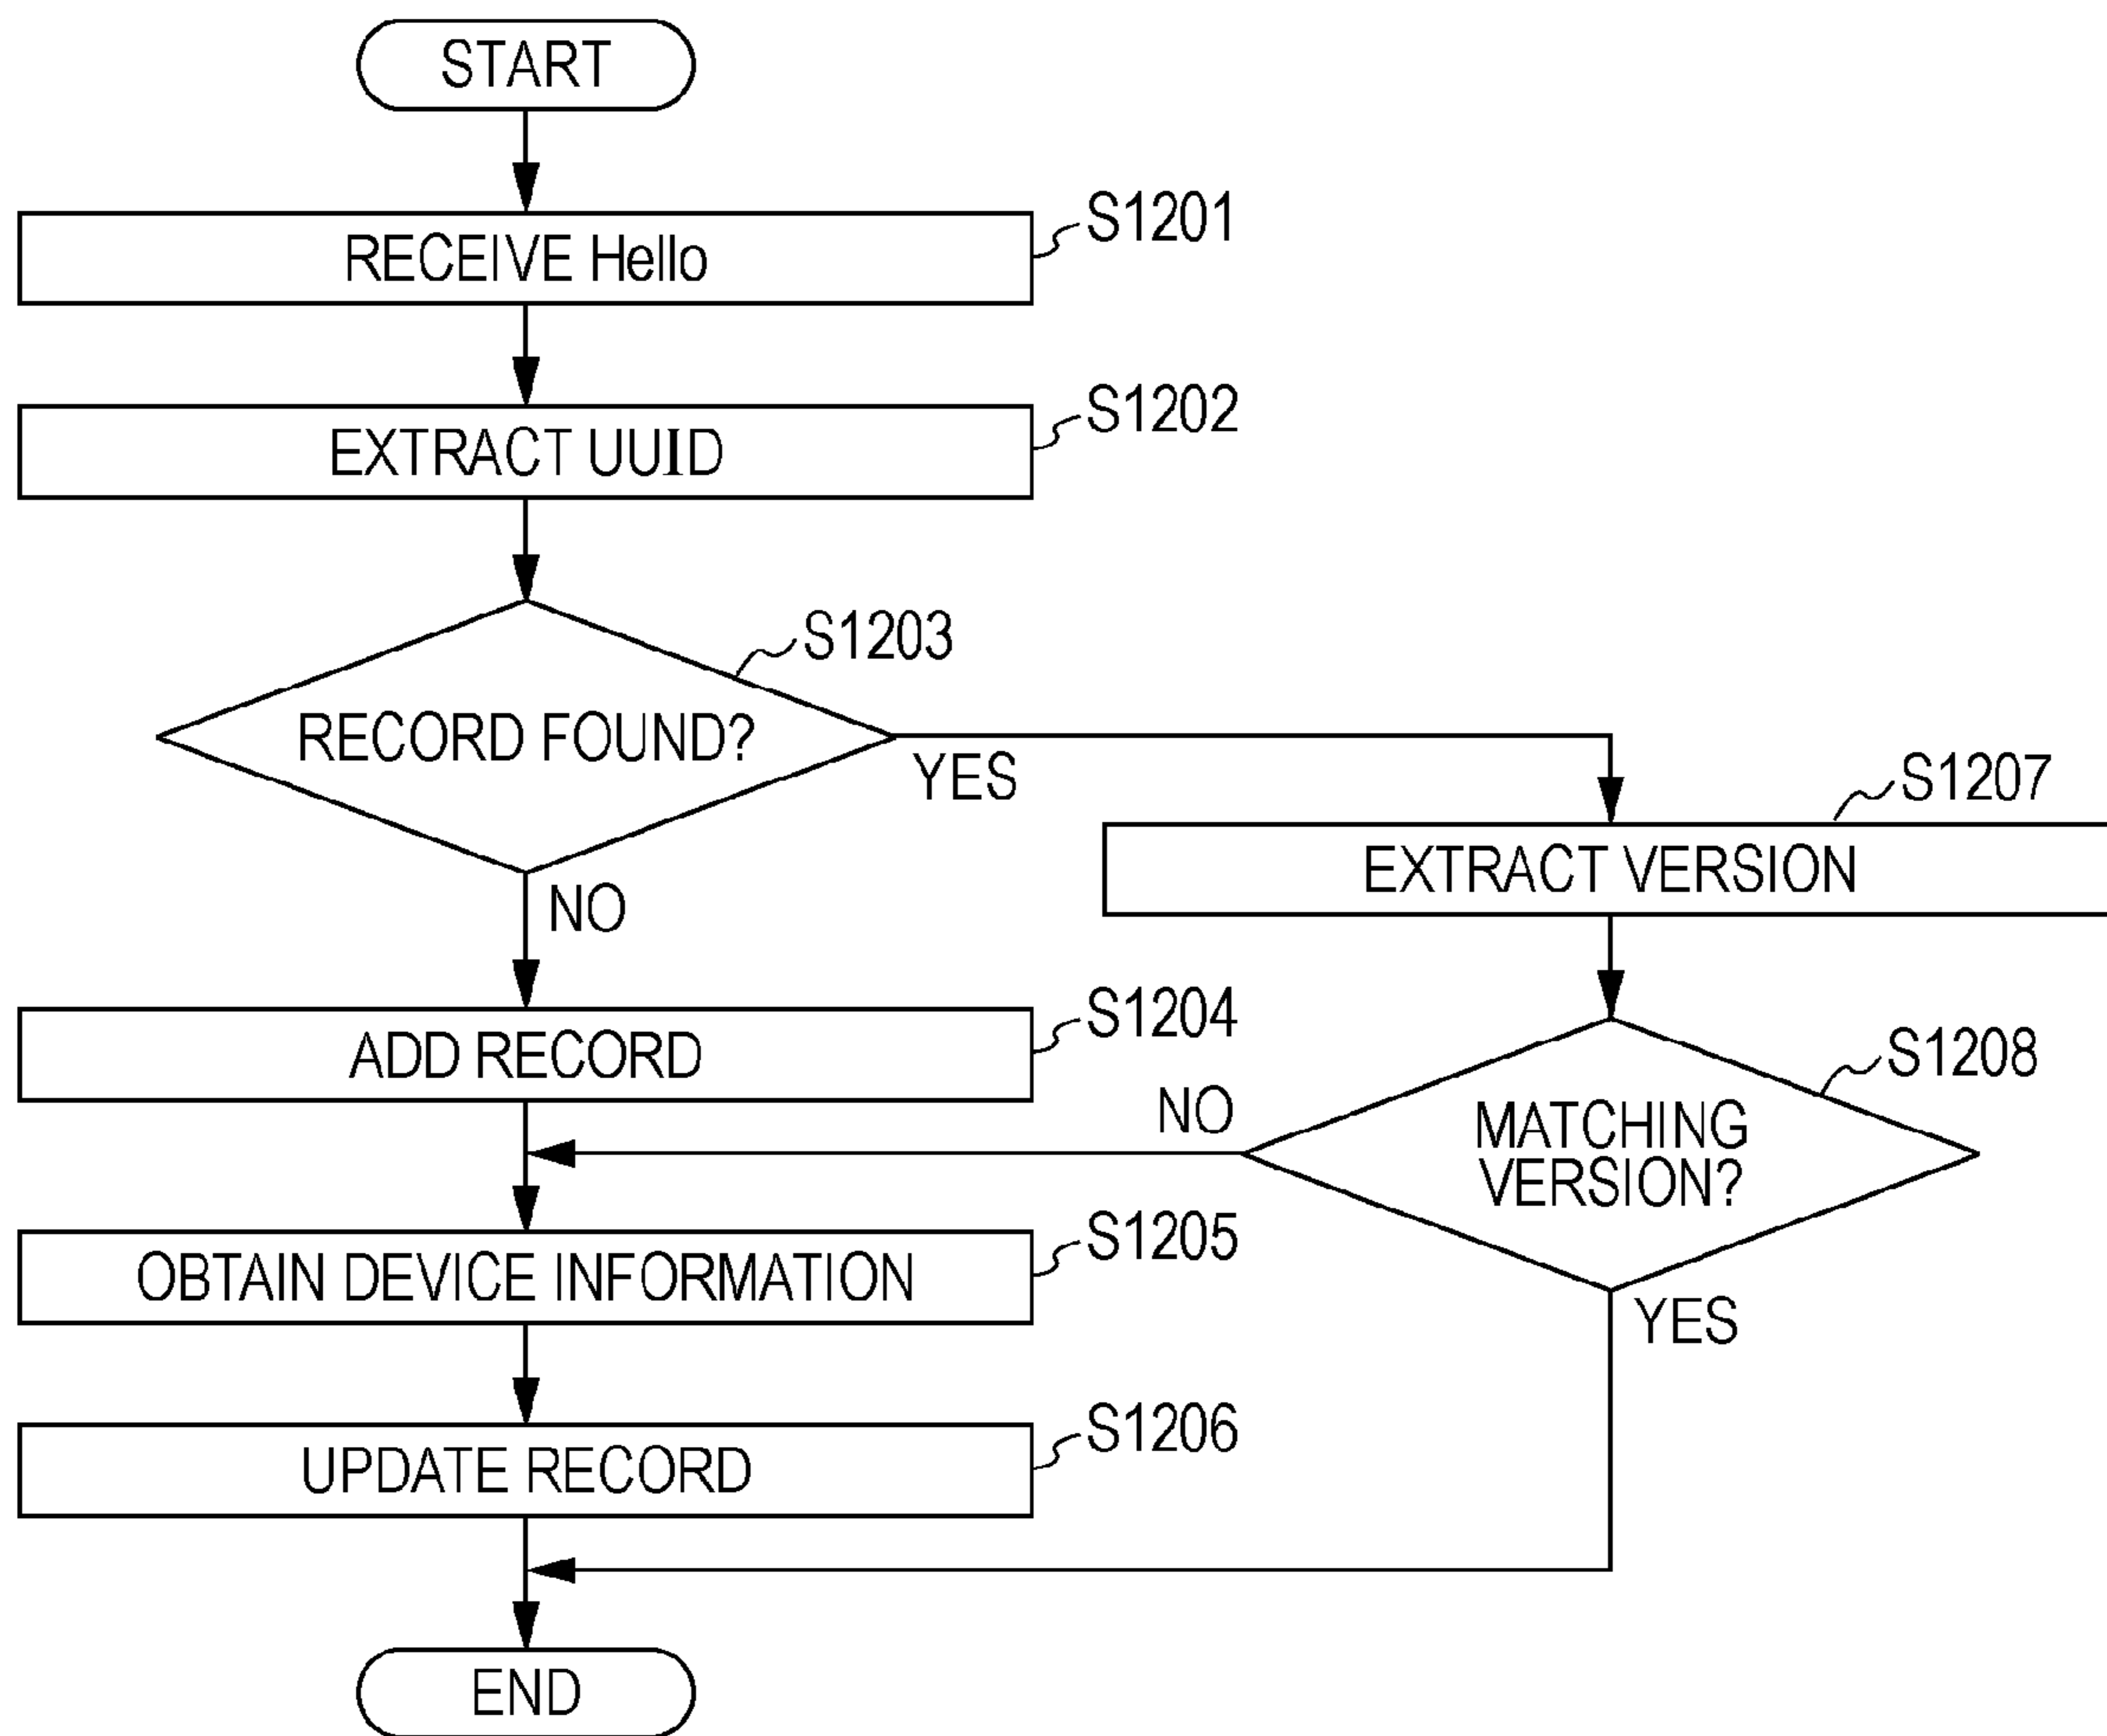 START
RECEIVE Hello
S1201
EXTRACT UUID
S1202
RECORD FOUND?
S1203
YES
NO
EXTRACT VERSION
S1207
ADD RECORD
S1204
MATCHING
VERSION?
S1208
NO
YES
OBTAIN DEVICE INFORMATION
S1205
UPDATE RECORD
S1206
END